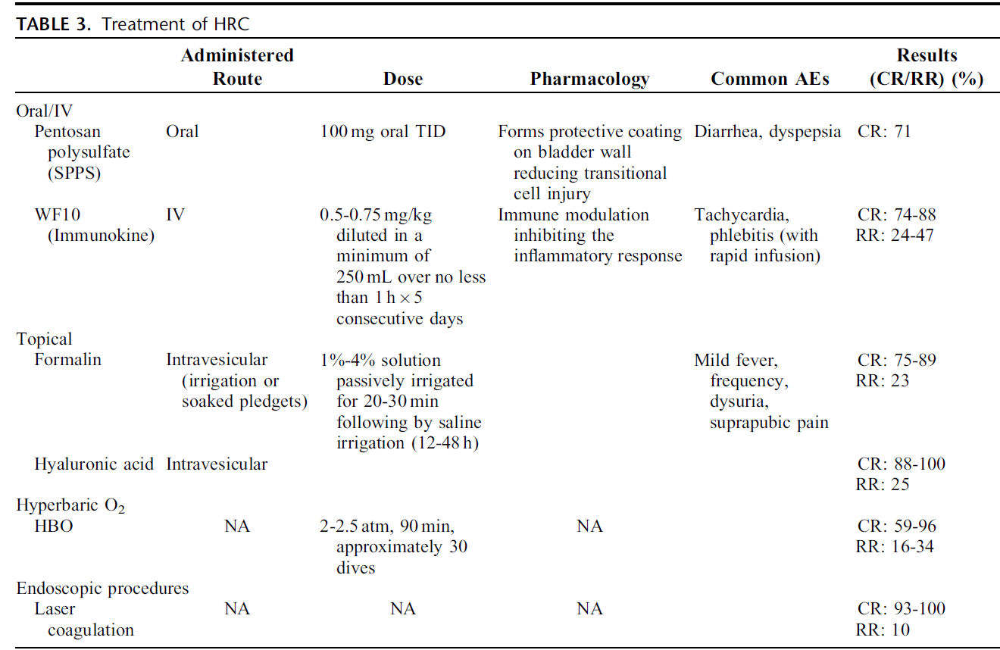 TABLE 3. Treatment of HRC
Administered Route Dose Pharmacology Common AEs Results (CR/RR) (%)
Oral/IV
Pentosan Oral 100 mg oral TID Forms protective coating Diarrhea, dyspepsia CR: 71
polysulfate on bladder wall
(SPPS) reducing transitional
cell injury
WF10 IV 0.5-0.75 mg/kg Immune modulation Tachycardia, CR: 74-88
(Immunokine) diluted in a inhibiting the phlebitis (with RR: 24-47
minimum of inflammatory response rapid infusion)
250 mL over no less
than 1 h × 5
consecutive days
Topical
Formalin Intravesicular 1%-4% solution Mild fever, CR: 75-89
(irrigation or passively irrigated frequency, RR: 23
soaked pledgets) for 20-30 min dysuria,
following by saline suprapubic pain
irrigation (12-48 h)
Hyaluronic acid Intravesicular CR: 88-100
RR: 25
Hyperbaric O₂
HBO NA 2-2.5 atm, 90 min, NA CR: 59-96
approximately 30 RR: 16-34
dives
Endoscopic procedures
Laser NA NA NA CR: 93-100
coagulation RR: 10